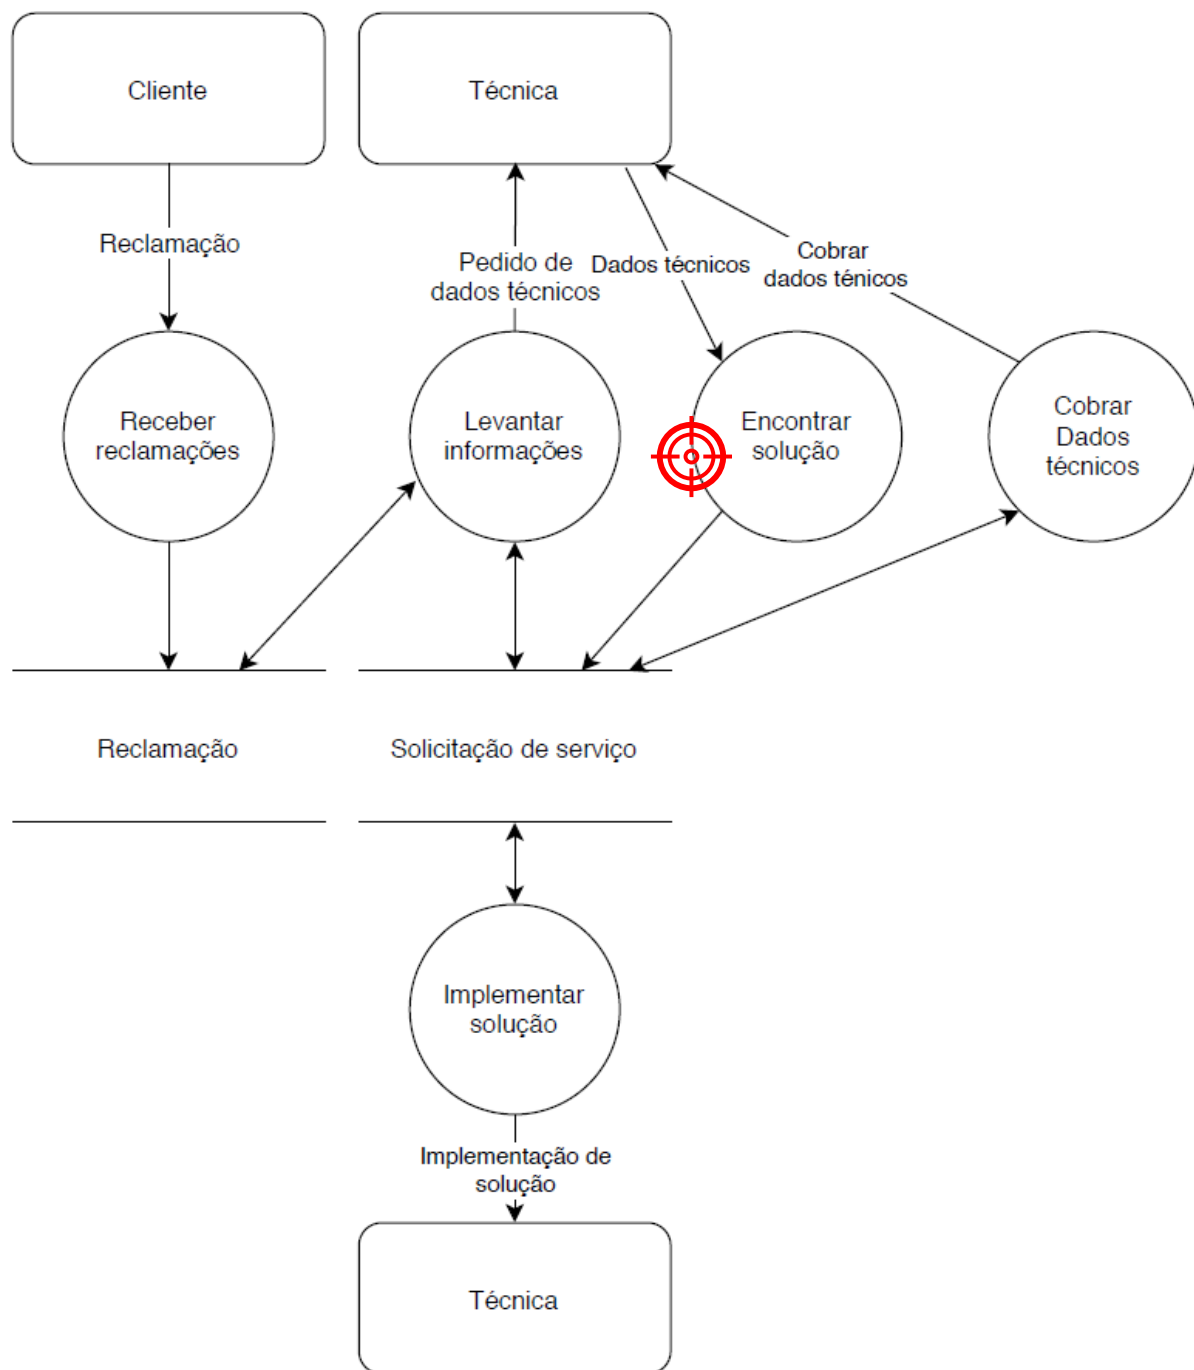 Cliente
Técnica
Reclamação
Pedido de
dados técnicos
Dados técnicos
Cobrar
dados ténicos
Receber
reclamações
Levantar
informações
Encontrar
solução
Cobrar
Dados
técnicos
Reclamação
Solicitação de serviço
Implementar
solução
Implementação de
solução
Técnica